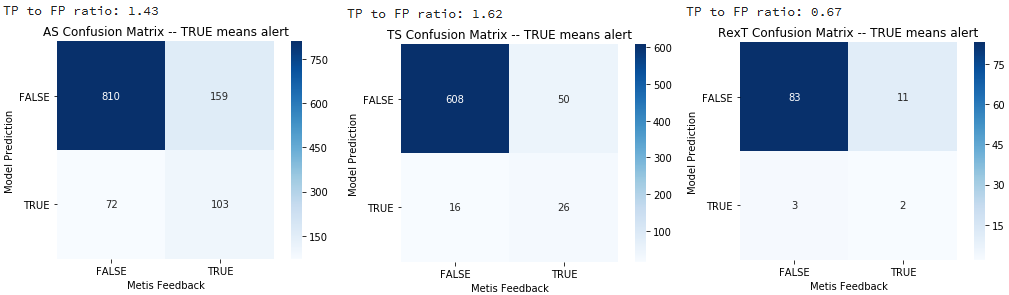 TP to FP ratio: 1.43
AS Confusion Matrix -- TRUE means alert
FALSE
810
159
TRUE
72
103
Model Prediction
FALSE
TRUE
Metis Feedback
750
600
450
300
150
TP to FP ratio: 1.62
TS Confusion Matrix -- TRUE means alert
FALSE
608
50
TRUE
16
26
Model Prediction
FALSE
TRUE
Metis Feedback
600
500
400
300
200
100
TP to FP ratio: 0.67
RexT Confusion Matrix -- TRUE means alert
FALSE
83
11
TRUE
3
2
Model Prediction
FALSE
TRUE
Metis Feedback
75
60
45
30
15